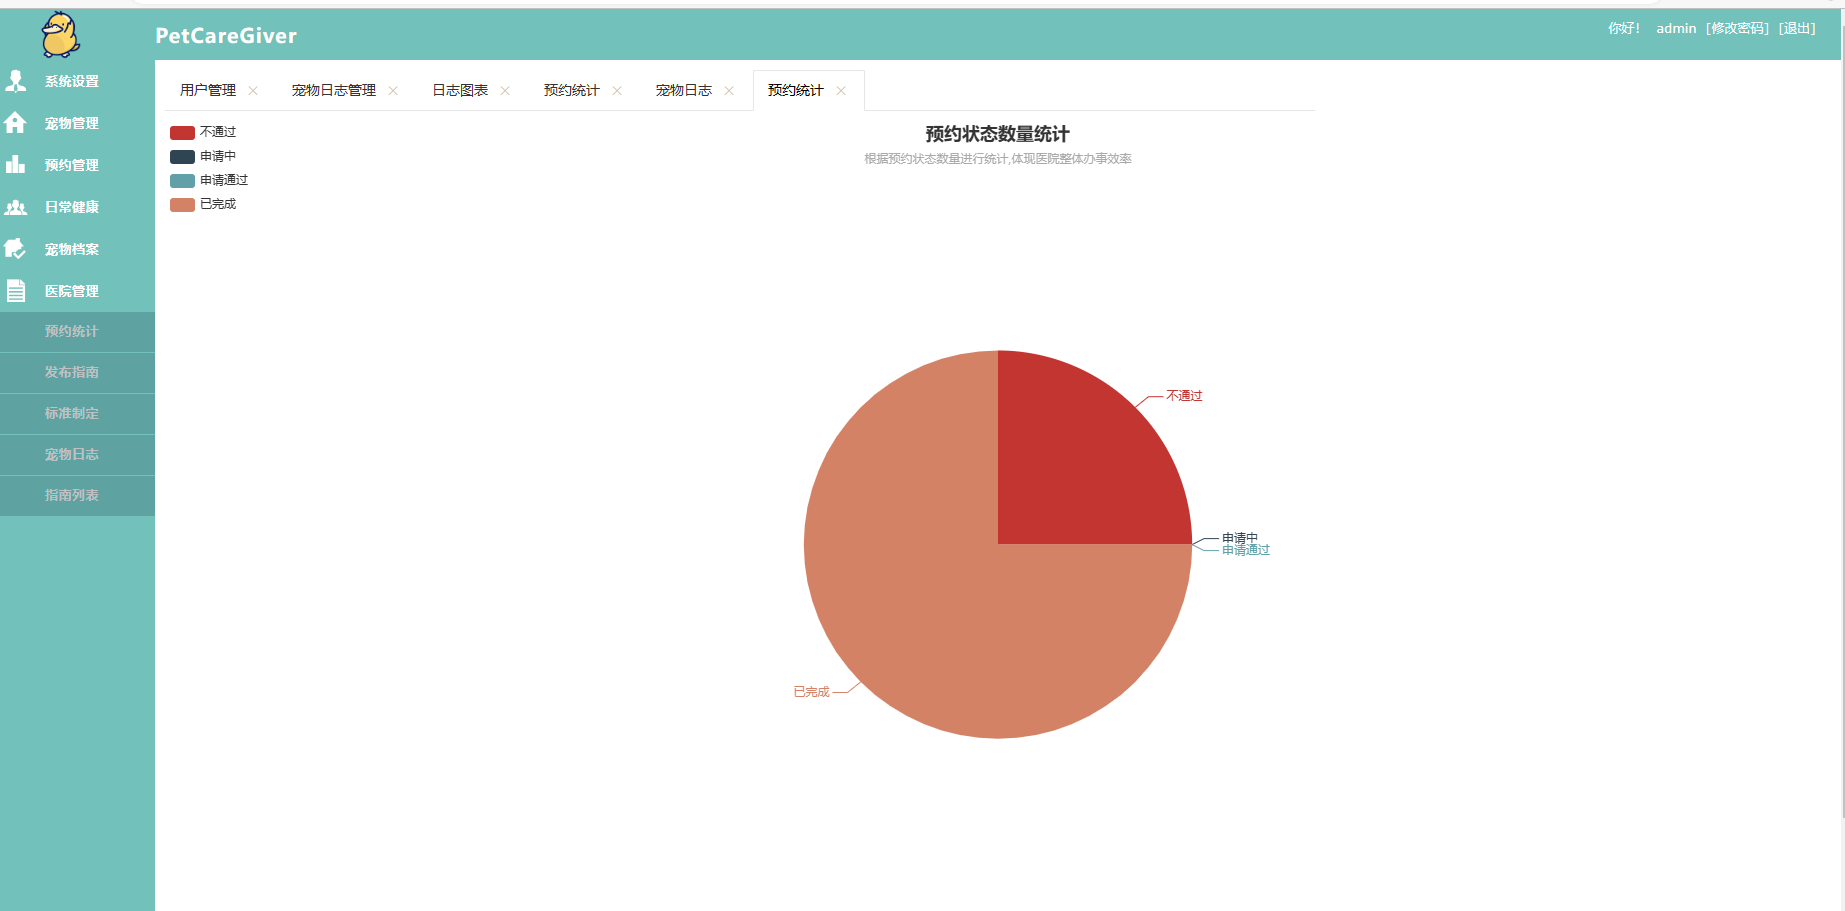 PetCareGiver
你好! admin [修改密码] [退出]
系统设置
宠物管理
预约管理
日常健康
宠物档案
医院管理
预约统计
发布指南
标准制定
宠物日志
指南列表
用户管理 宠物日志管理 日志图表 预约统计 宠物日志 预约统计
不通过
申请中
申请通过
已完成
预约状态数量统计
根据预约状态数量进行统计,体现医院整体办事效率
不通过
申请中
申请通过
已完成